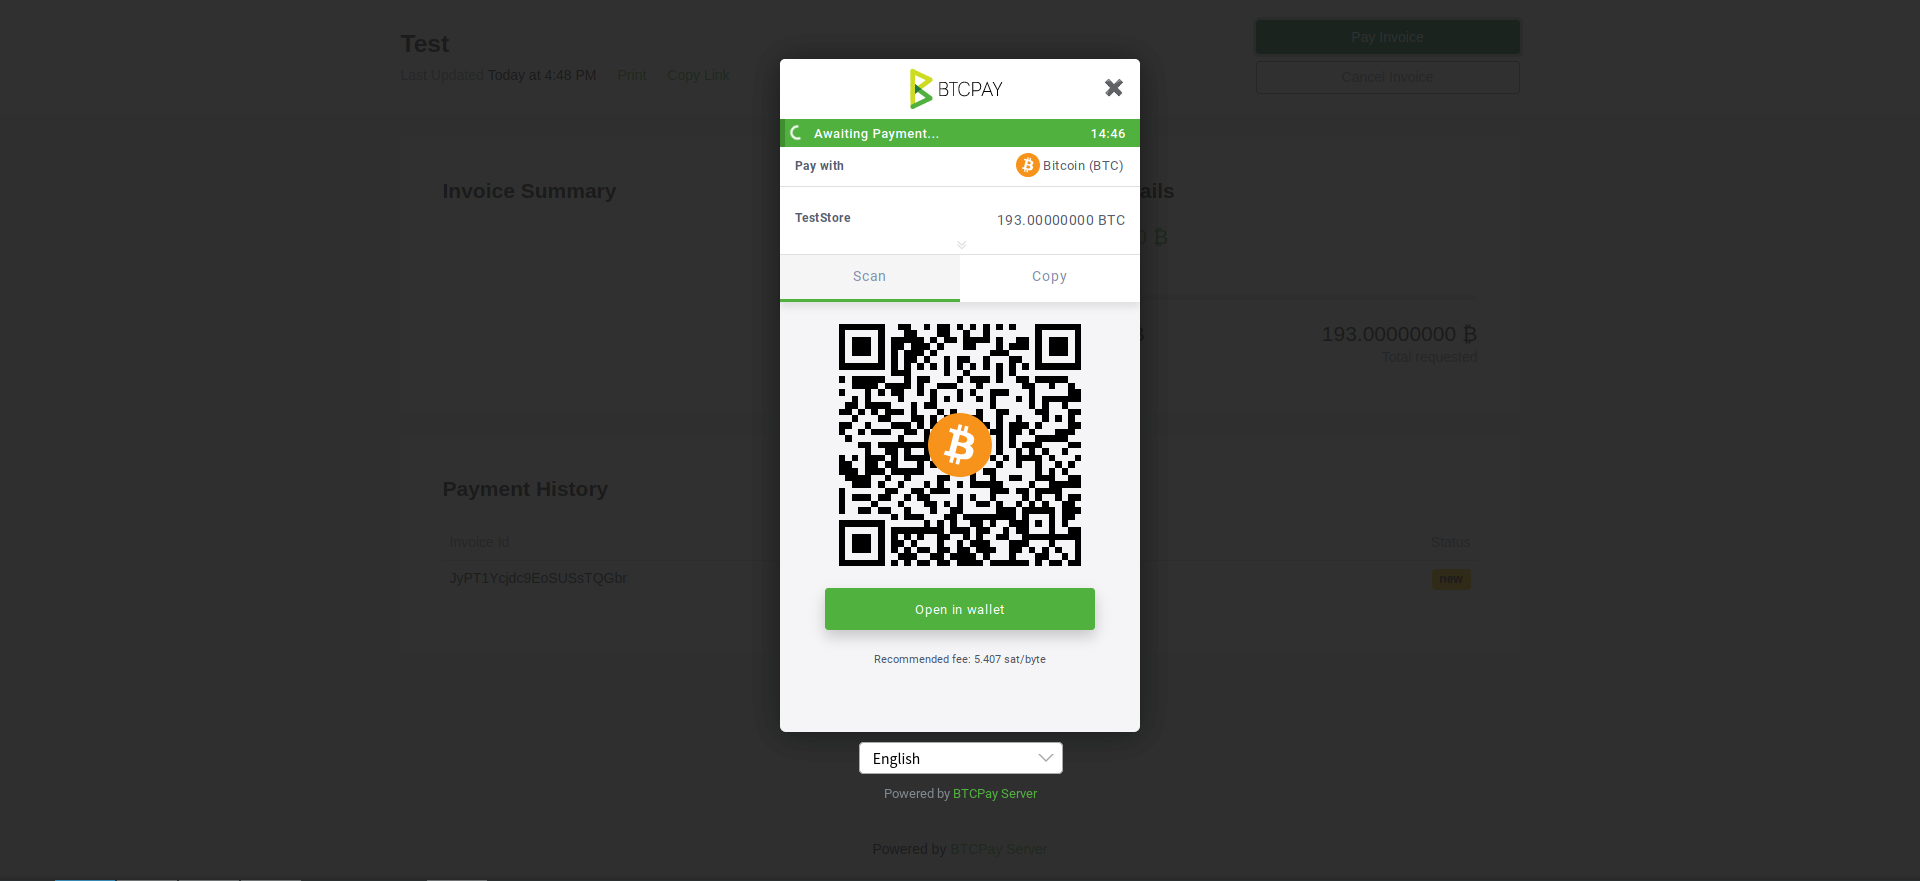 Test
Last Updated Today at 4:48 PM Print Copy Link
Pay Invoice
Cancel Invoice
Invoice Summary
ails
0 ₿
193.00000000 ₿
Total requested
Payment History
Invoice Id
Status
JyPT1Ycjdc9EoSUSsTQGbr
new
BTCPAY
Awaiting Payment... 14:46
Pay with Bitcoin (BTC)
TestStore 193.00000000 BTC
Scan Copy
Open in wallet
Recommended fee: 5.407 sat/byte
English
Powered by BTCPay Server
Powered by BTCPay Server